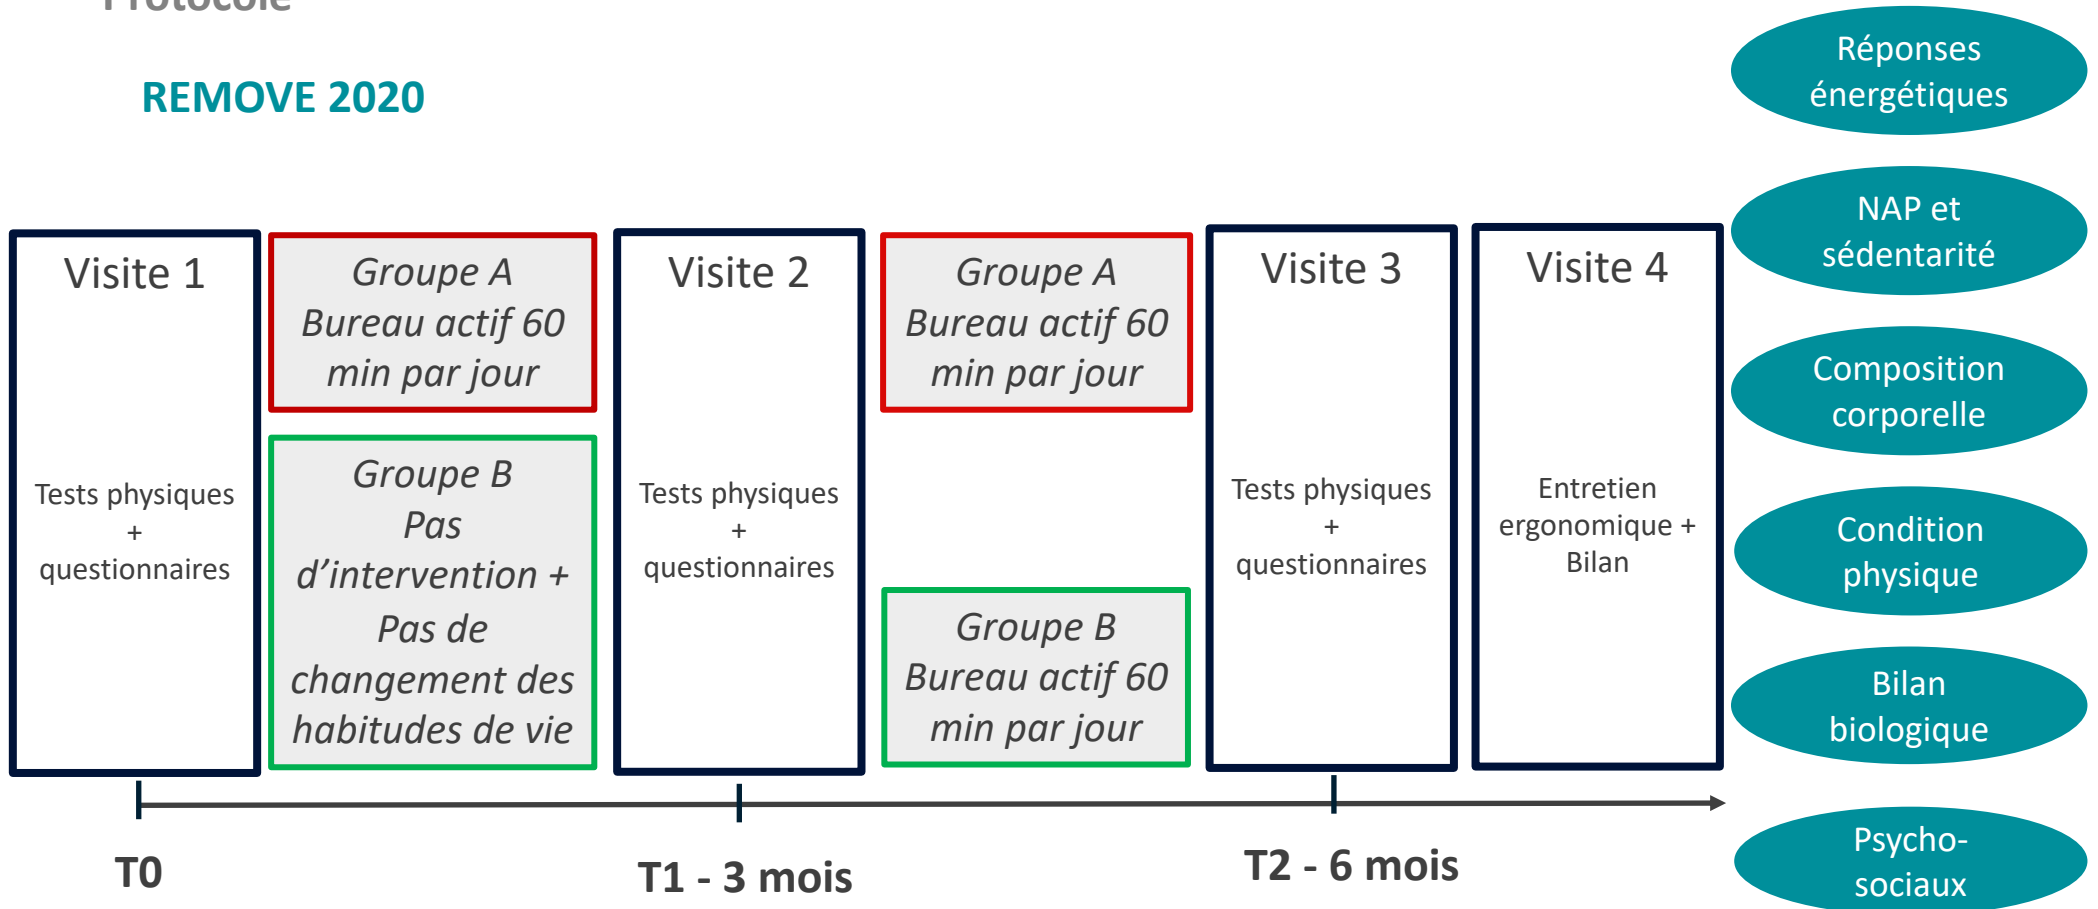 Protocole
REMOVE 2020
Visite 1
Tests physiques
+
questionnaires
Groupe A
Bureau actif 60
min par jour
Groupe B
Pas
d’intervention +
Pas de
changement des
habitudes de vie
Visite 2
Tests physiques
+
questionnaires
Groupe A
Bureau actif 60
min par jour
Groupe B
Bureau actif 60
min par jour
Visite 3
Tests physiques
+
questionnaires
Visite 4
Entretien
ergonomique +
Bilan
T0
T1 - 3 mois
T2 - 6 mois
Réponses
énergétiques
NAP et
sédentarité
Composition
corporelle
Condition
physique
Bilan
biologique
Psycho-
sociaux